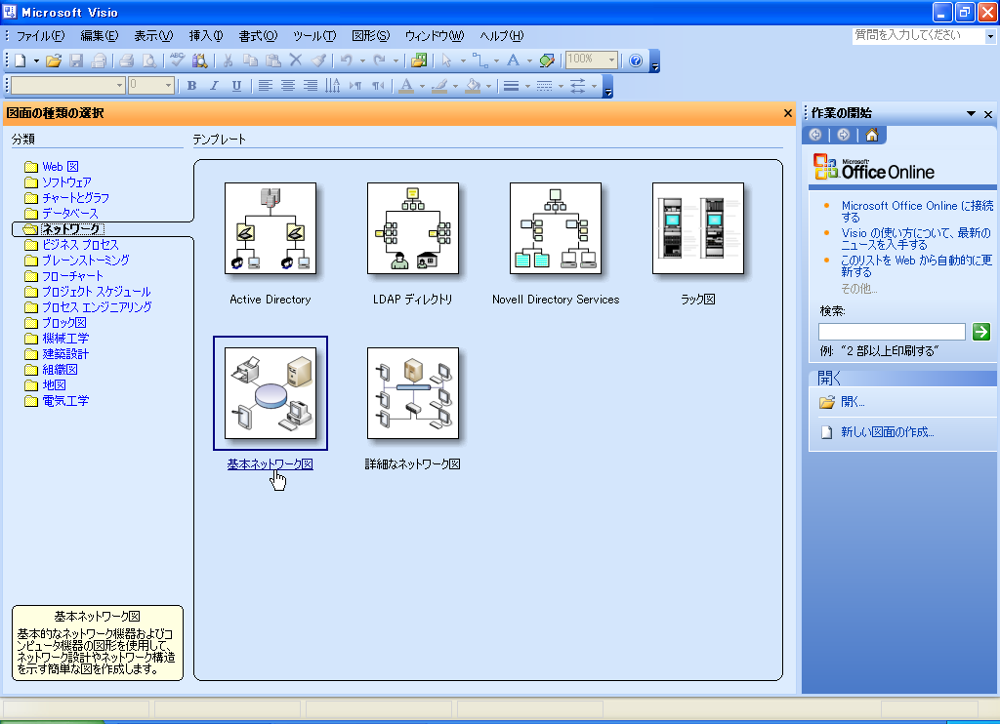 Microsoft Visio
ファイル(F) 編集(E) 表示(V) 挿入(I) 書式(O) ツール(T) 図形(S) ウィンドウ(W) ヘルプ(H)
質問を入力してください
100%
0
B I U
図面の種類の選択
分類
Web 図
ソフトウェア
チャートとグラフ
データベース
ネットワーク
ビジネス プロセス
ブレーンストーミング
フローチャート
プロジェクト スケジュール
プロセス エンジニアリング
ブロック図
機械工学
建築設計
組織図
地図
電気工学
基本ネットワーク図
基本的なネットワーク機器およびコ
ンピュータ機器の図形を使用して、
ネットワーク設計やネットワーク構造
を示す簡単な図を作成します。
テンプレート
Active Directory
LDAP ディレクトリ
Novell Directory Services
ラック図
基本ネットワーク図
詳細なネットワーク図
作業の開始
Microsoft
Office Online
Microsoft Office Online に接続
する
Visio の使い方について、最新の
ニュースを入手する
このリストを Web から自動的に更
新する
その他...
検索:
例: "2 部以上印刷する"
開く
開く...
新しい図面の作成...